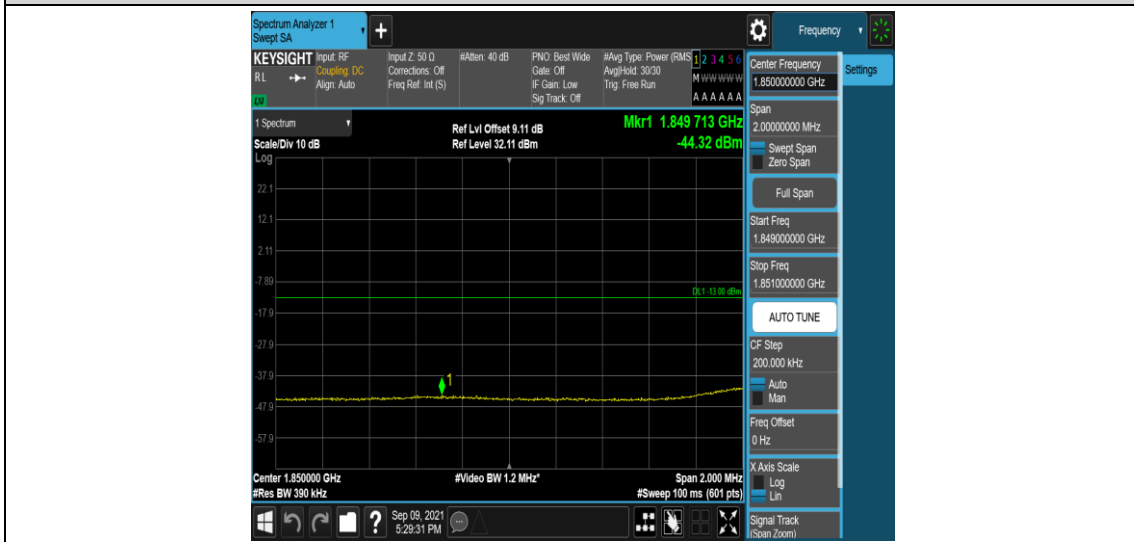 Spectrum Analyzer 1
Swept SA
+
Frequency
KEYSIGHT
RL
Input: RF
Coupling: DC
Align: Auto
Input Z: 50 Ω
Corrections: Off
Freq Ref: Int (S)
#Atten: 40 dB
PNO: Best Wide
Gate: Off
IF Gain: Low
Sig Track: Off
#Avg Type: Power (RMS
Avg|Hold: 30/30
Trig: Free Run
1 2 3 4 5 6
M W W W W W
A A A A A A
1 Spectrum
Scale/Div 10 dB
Ref Lvl Offset 9.11 dB
Ref Level 32.11 dBm
Mkr1 1.849 713 GHz
-44.32 dBm
Log
22.1
12.1
2.11
-7.89
DL1 -13.00 dBm
-17.9
-27.9
-37.9
1
-47.9
-57.9
Center 1.850000 GHz
#Video BW 1.2 MHz*
Span 2.000 MHz
#Res BW 390 kHz
#Sweep 100 ms (601 pts)
?
Sep 09, 2021
5:29:31 PM
Center Frequency
1.850000000 GHz
Settings
Span
2.00000000 MHz
Swept Span
Zero Span
Full Span
Start Freq
1.849000000 GHz
Stop Freq
1.851000000 GHz
AUTO TUNE
CF Step
200.000 kHz
Auto
Man
Freq Offset
0 Hz
X Axis Scale
Log
Lin
Signal Track
(Span Zoom)